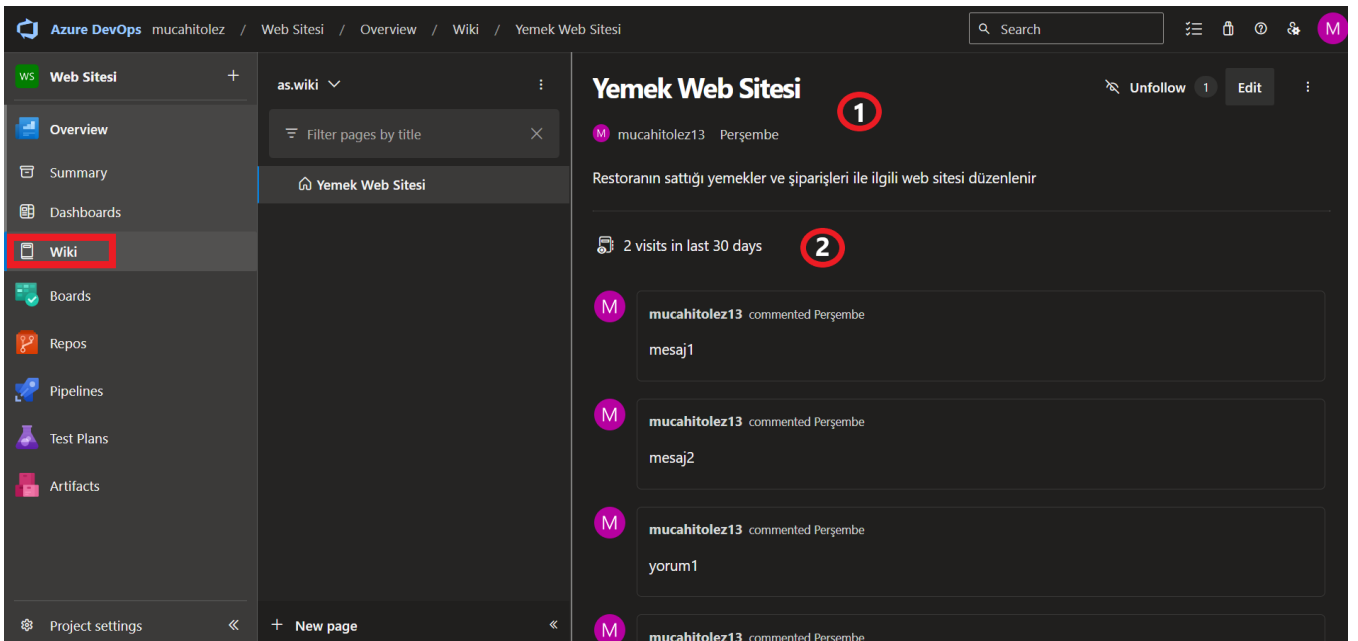 Azure DevOps mucahitolez / Web Sitesi / Overview / Wiki / Yemek Web Sitesi
Search
M
WS Web Sitesi +
Overview
Summary
Dashboards
Wiki
Boards
Repos
Pipelines
Test Plans
Artifacts
Project settings
as.wiki
Filter pages by title
Yemek Web Sitesi
+ New page
Yemek Web Sitesi
1
Unfollow 1 Edit
M mucahitolez13 Perşembe
Restoranın sattığı yemekler ve şiparişleri ile ilgili web sitesi düzenlenir
2 visits in last 30 days
2
M mucahitolez13 commented Perşembe
mesaj1
M mucahitolez13 commented Perşembe
mesaj2
M mucahitolez13 commented Perşembe
yorum1
M mucahitolez13 commented Perşembe